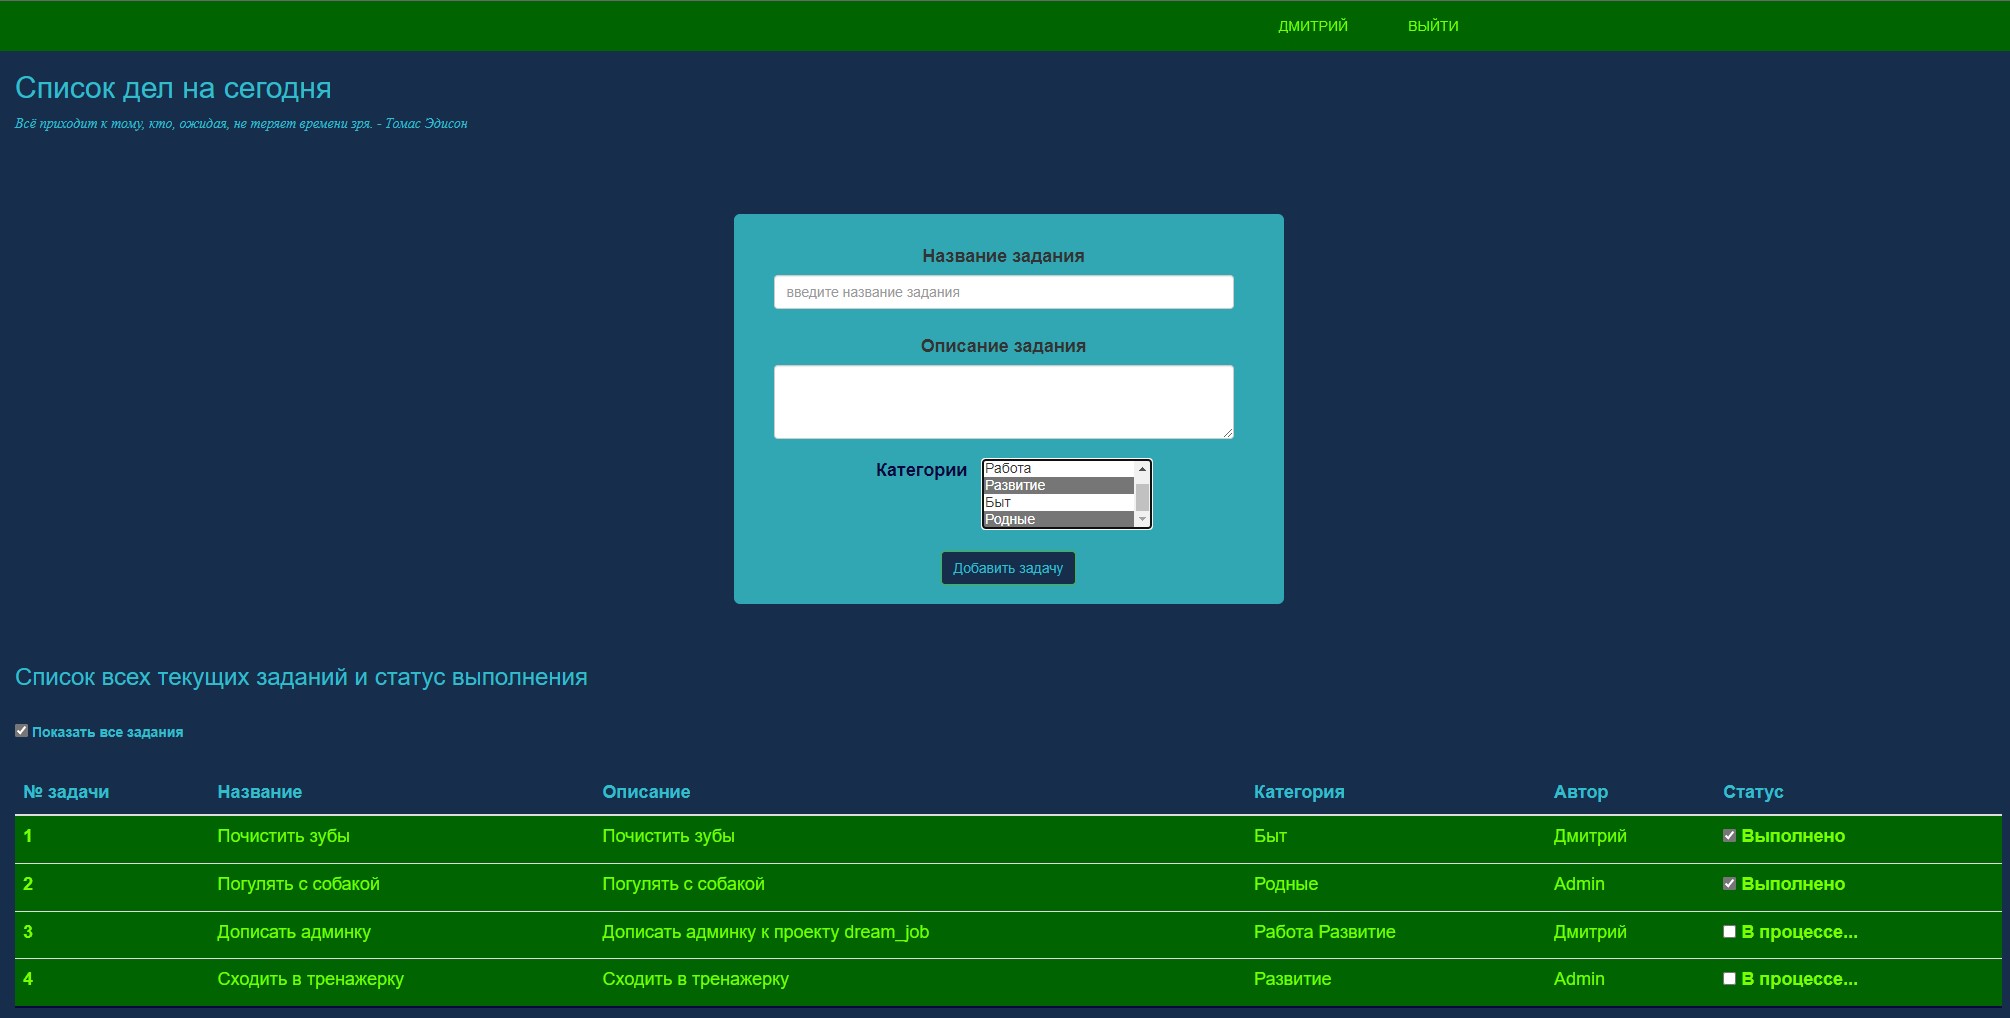 ДМИТРИЙ ВЫЙТИ
Список дел на сегодня
Всё приходит к тому, кто, ожидая, не теряет времени зря. - Томас Эдисон
Название задания
введите название задания
Описание задания
Категории
Работа
Развитие
Быт
Родные
Добавить задачу
Список всех текущих заданий и статус выполнения
Показать все задания
№ задачи Название Описание Категория Автор Статус
1 Почистить зубы Почистить зубы Быт Дмитрий Выполнено
2 Погулять с собакой Погулять с собакой Родные Admin Выполнено
3 Дописать админку Дописать админку к проекту dream_job Работа Развитие Дмитрий В процессе...
4 Сходить в тренажерку Сходить в тренажерку Развитие Admin В процессе...